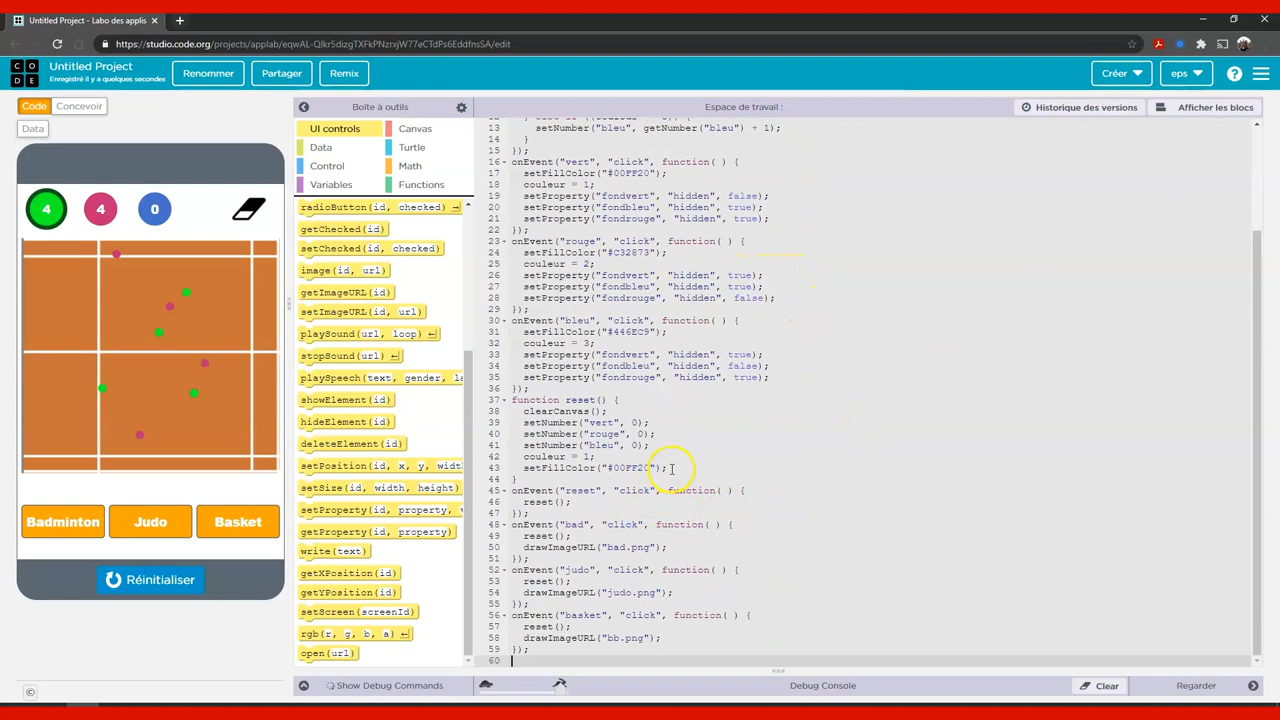 Untitled Project - Labo des applis
https://studio.code.org/projects/applab/eqwAL-QIkr5dizgTXFkPNzrxjW77eCTdPs6EddfnsSA/edit
C O
D E
Untitled Project
Enregistré il y a quelques secondes
Renommer
Partager
Remix
Créer
eps
?
Code
Concevoir
Data
Boîte à outils
Espace de travail :
Historique des versions
Afficher les blocs
4
4
0
Badminton
Judo
Basket
Réinitialiser
UI controls
Canvas
Data
Turtle
Control
Math
Variables
Functions
radioButton(id, checked)
getChecked(id)
setChecked(id, checked)
image(id, url)
getImageURL(id)
setImageURL(id, url)
playSound(url, loop)
stopSound(url)
playSpeech(text, gender, la
showElement(id)
hideElement(id)
deleteElement(id)
setPosition(id, x, y, width
setSize(id, width, height)
setProperty(id, property, v
getProperty(id, property)
write(text)
getXPosition(id)
getYPosition(id)
setScreen(screenId)
rgb(r, g, b, a)
open(url)
13 setNumber("bleu", getNumber("bleu") + 1);
14 }
15 });
16 onEvent("vert", "click", function( ) {
17 setFillColor("#00FF20");
18 couleur = 1;
19 setProperty("fondvert", "hidden", false);
20 setProperty("fondbleu", "hidden", true);
21 setProperty("fondrouge", "hidden", true);
22 });
23 onEvent("rouge", "click", function( ) {
24 setFillColor("#C32873");
25 couleur = 2;
26 setProperty("fondvert", "hidden", true);
27 setProperty("fondbleu", "hidden", true);
28 setProperty("fondrouge", "hidden", false);
29 });
30 onEvent("bleu", "click", function( ) {
31 setFillColor("#446EC9");
32 couleur = 3;
33 setProperty("fondvert", "hidden", true);
34 setProperty("fondbleu", "hidden", false);
35 setProperty("fondrouge", "hidden", true);
36 });
37 function reset() {
38 clearCanvas();
39 setNumber("vert", 0);
40 setNumber("rouge", 0);
41 setNumber("bleu", 0);
42 couleur = 1;
43 setFillColor("#00FF20");
44 }
45 onEvent("reset", "click", function( ) {
46 reset();
47 });
48 onEvent("bad", "click", function( ) {
49 reset();
50 drawImageURL("bad.png");
51 });
52 onEvent("judo", "click", function( ) {
53 reset();
54 drawImageURL("judo.png");
55 });
56 onEvent("basket", "click", function( ) {
57 reset();
58 drawImageURL("bb.png");
59 });
60
©
Show Debug Commands
Debug Console
Clear
Regarder